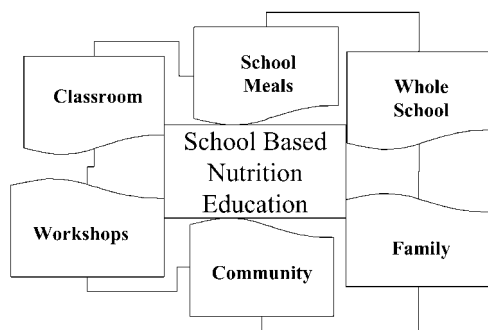 School
Meals
Classroom
Whole
School
School Based
Nutrition
Education
Workshops
Community
Family